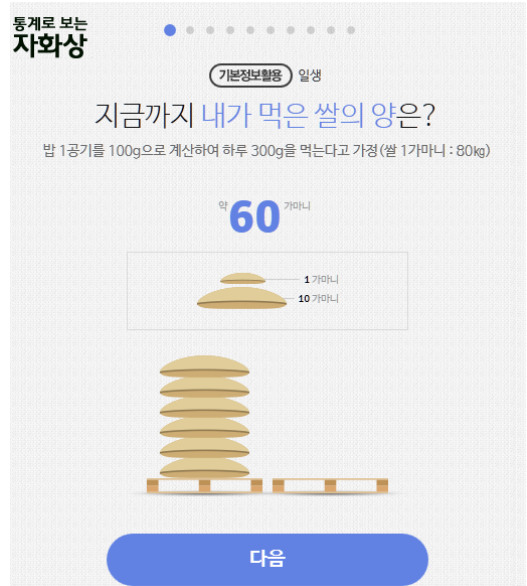 통계로 보는
자화상
기본정보활용 일생
지금까지 내가 먹은 쌀의 양은?
밥 1공기를 100g으로 계산하여 하루 300g을 먹는다고 가정(쌀 1가마니 : 80kg)
약 60 가마니
1 가마니
10 가마니
다음